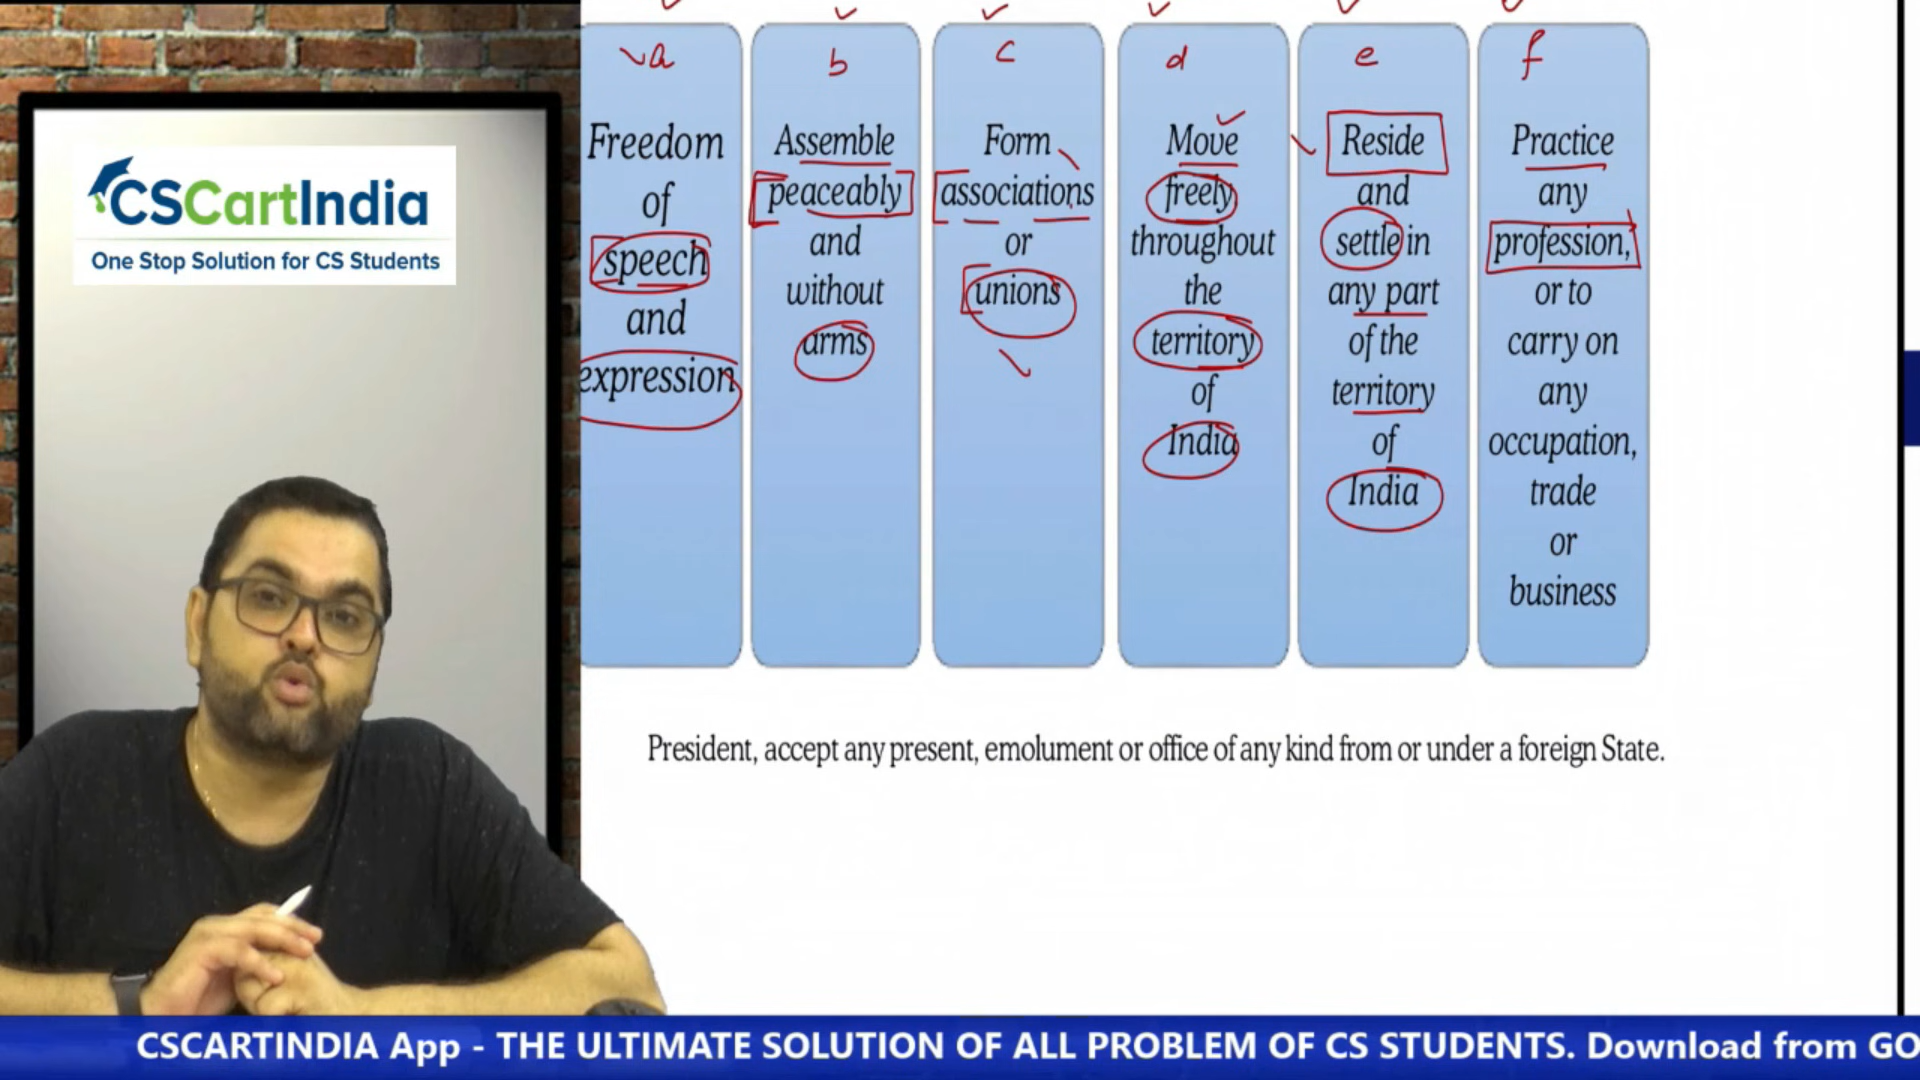 CSCartIndia
One Stop Solution for CS Students
a
Freedom
of
speech
and
expression
b
Assemble
peaceably
and
without
arms
c
Form
associations
or
unions
d
Move
freely
throughout
the
territory
of
India
e
Reside
and
settle in
any part
of the
territory
of
India
f
Practice
any
profession,
or to
carry on
any
occupation,
trade
or
business
President, accept any present, emolument or office of any kind from or under a foreign State.
CSCARTINDIA App - THE ULTIMATE SOLUTION OF ALL PROBLEM OF CS STUDENTS. Download from GO